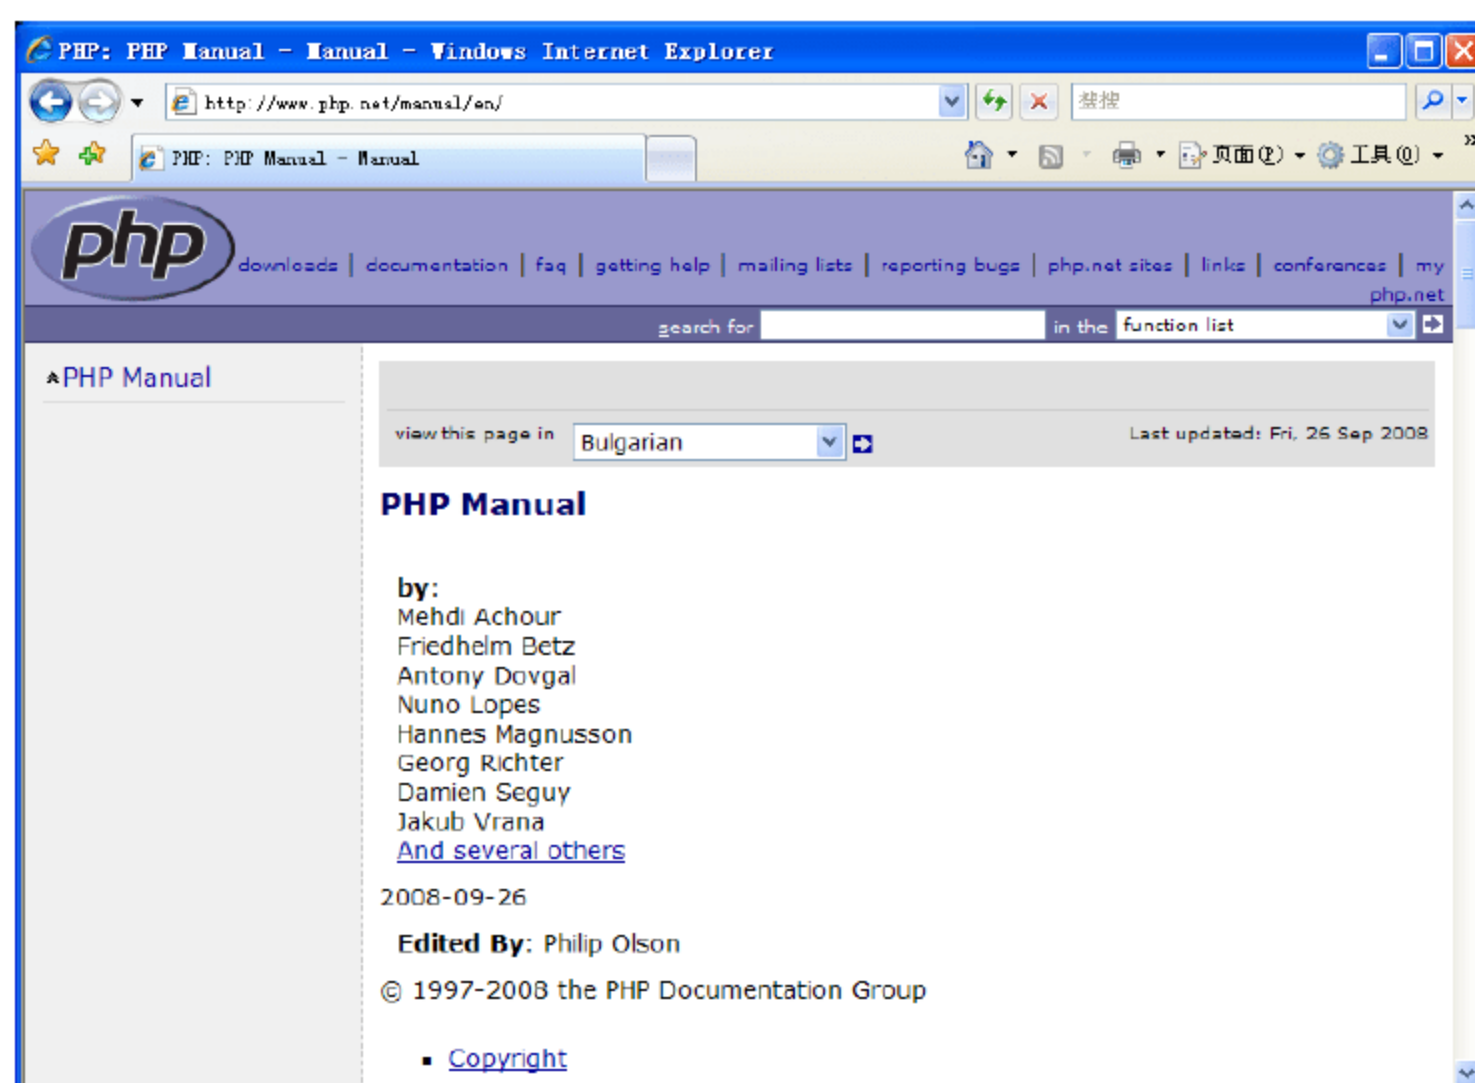 PHP: PHP Manual - Manual - Windows Internet Explorer
http://www.php.net/manual/en/
PHP: PHP Manual - Manual
页面(P)
工具(O)
php
downloads | documentation | faq | getting help | mailing lists | reporting bugs | php.net sites | links | conferences | my
php.net
search for
in the function list
PHP Manual
view this page in Bulgarian
Last updated: Fri, 26 Sep 2008
PHP Manual
by:
Mehdi Achour
Friedhelm Betz
Antony Dovgal
Nuno Lopes
Hannes Magnusson
Georg Richter
Damien Seguy
Jakub Vrana
And several others
2008-09-26
Edited By: Philip Olson
© 1997-2008 the PHP Documentation Group
Copyright